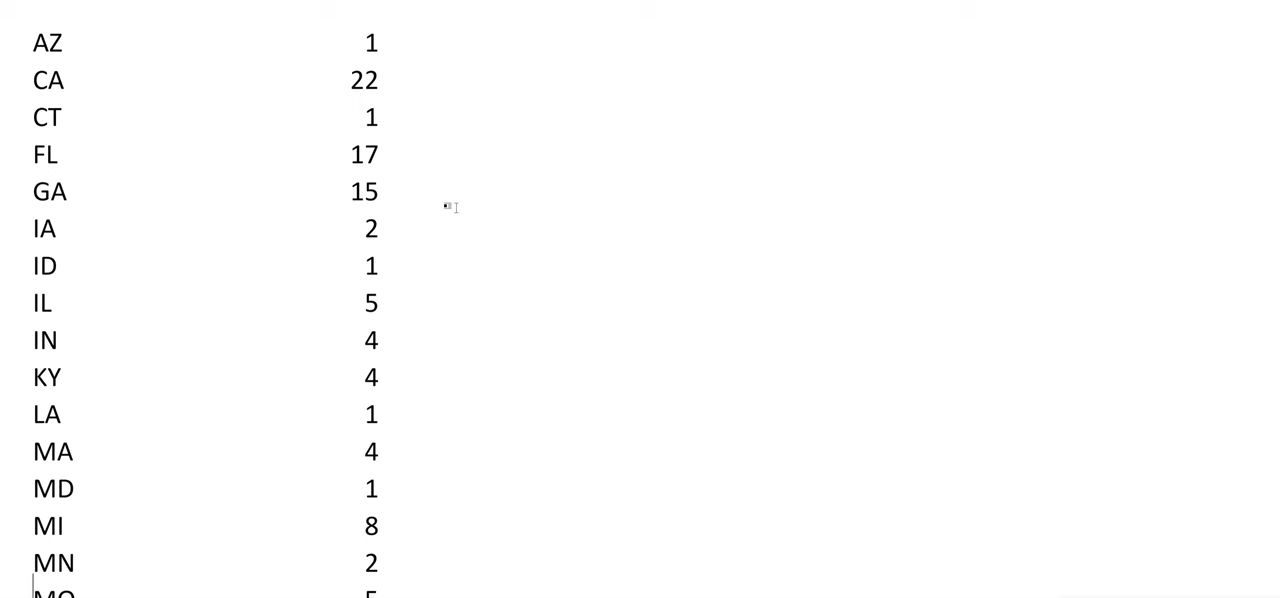 AZ 1
CA 22
CT 1
FL 17
GA 15
IA 2
ID 1
IL 5
IN 4
KY 4
LA 1
MA 4
MD 1
MI 8
MN 2